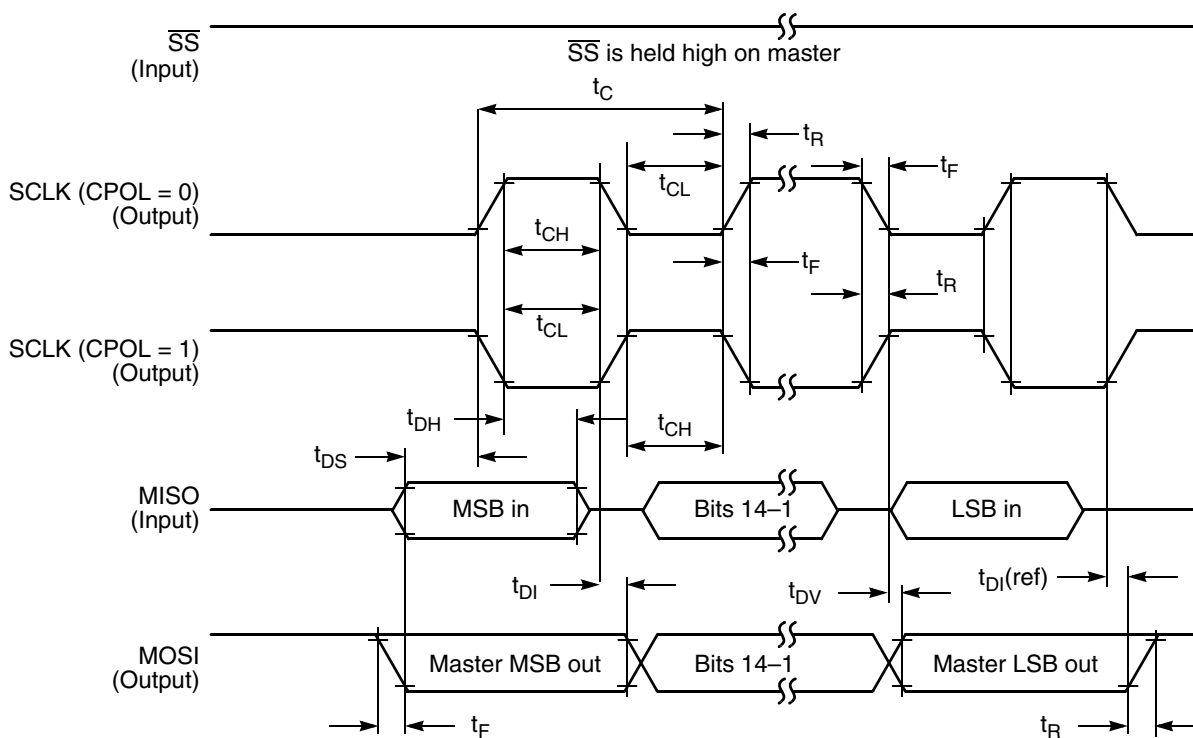 SS
(Input)
SS is held high on master
tC
tR
tF
SCLK (CPOL = 0)
(Output)
tCL
tCH
tF
tR
tCL
SCLK (CPOL = 1)
(Output)
tDH
tCH
tDS
MISO
(Input)
MSB in
Bits 14–1
LSB in
tDI
tDV
tDI(ref)
MOSI
(Output)
Master MSB out
Bits 14–1
Master LSB out
tF
tR